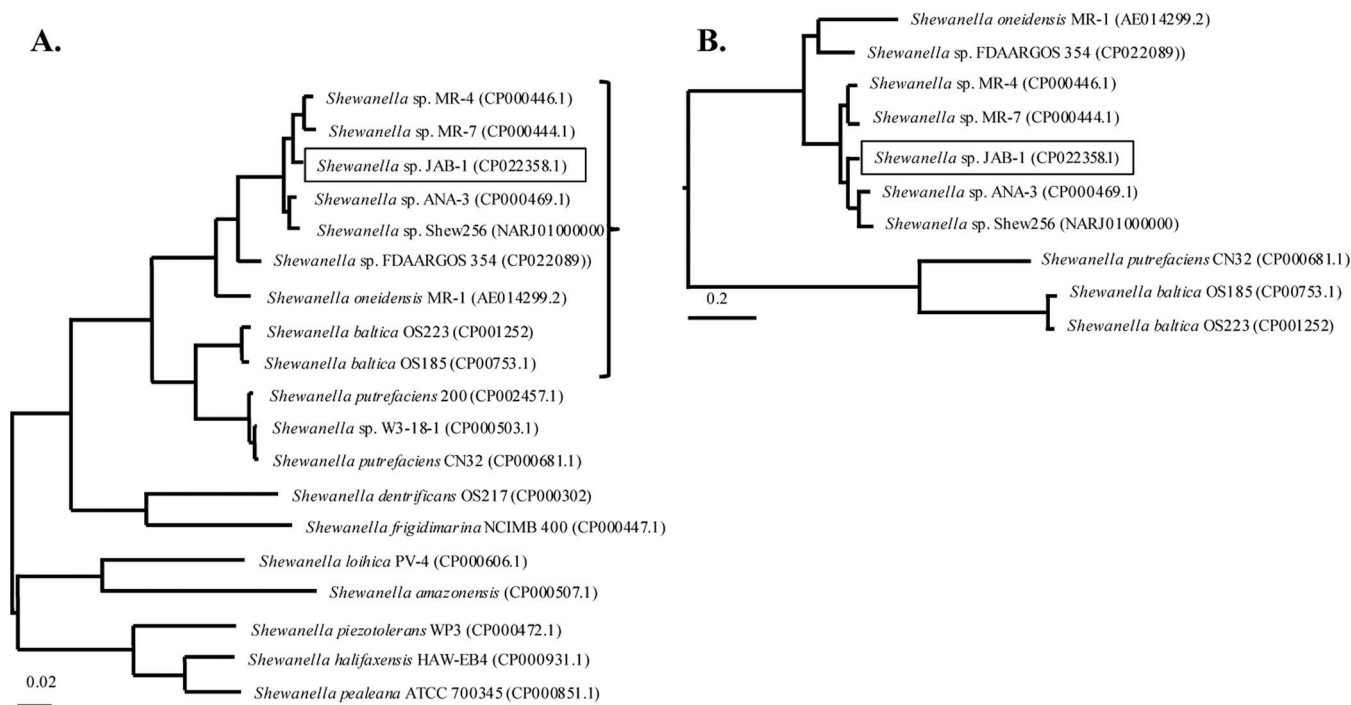 A.
Shewanella sp. MR-4 (CP000446.1)
Shewanella sp. MR-7 (CP000444.1)
Shewanella sp. JAB-1 (CP022358.1)
Shewanella sp. ANA-3 (CP000469.1)
Shewanella sp. Shew256 (NARJ01000000
Shewanella sp. FDAARGOS 354 (CP022089))
Shewanella oneidensis MR-1 (AE014299.2)
Shewanella baltica OS223 (CP001252)
Shewanella baltica OS185 (CP00753.1)
Shewanella putrefaciens 200 (CP002457.1)
Shewanella sp. W3-18-1 (CP000503.1)
Shewanella putrefaciens CN32 (CP000681.1)
Shewanella dentrificans OS217 (CP000302)
Shewanella frigidimarina NCIMB 400 (CP000447.1)
Shewanella loihica PV-4 (CP000606.1)
Shewanella amazonensis (CP000507.1)
Shewanella piezotolerans WP3 (CP000472.1)
Shewanella halifaxensis HAW-EB4 (CP000931.1)
Shewanella pealeana ATCC 700345 (CP000851.1)
0.02
B.
Shewanella oneidensis MR-1 (AE014299.2)
Shewanella sp. FDAARGOS 354 (CP022089))
Shewanella sp. MR-4 (CP000446.1)
Shewanella sp. MR-7 (CP000444.1)
Shewanella sp. JAB-1 (CP022358.1)
Shewanella sp. ANA-3 (CP000469.1)
Shewanella sp. Shew256 (NARJ01000000)
Shewanella putrefaciens CN32 (CP000681.1)
Shewanella baltica OS185 (CP00753.1)
Shewanella baltica OS223 (CP001252)
0.2